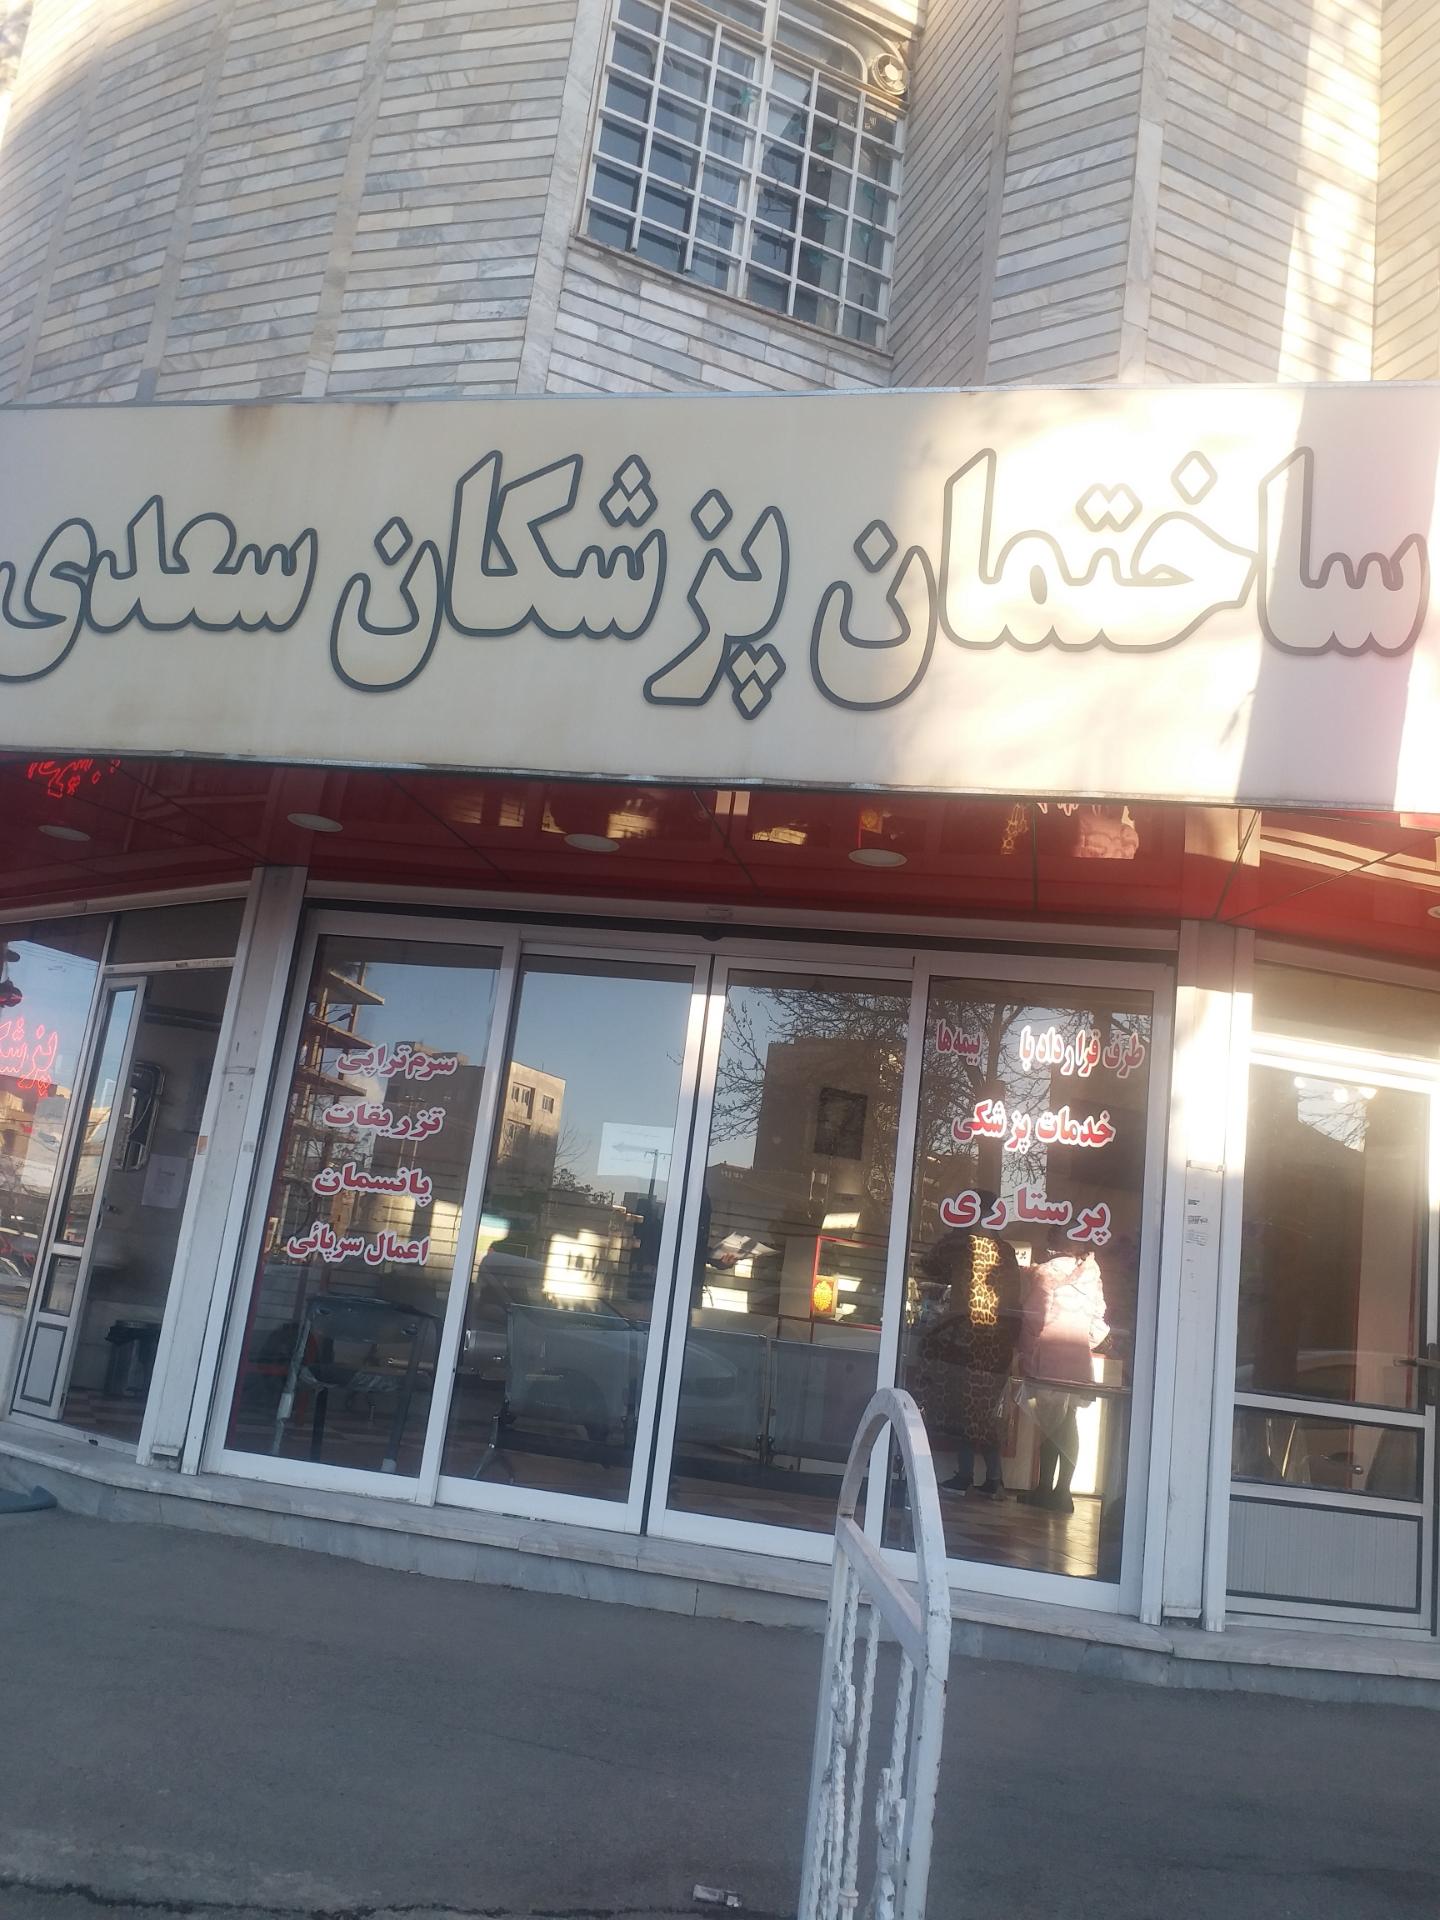 ساختمان پزشکان سعدی
طرف قرارداد با بیمه‌ها
خدمات پزشکی
پرستاری
سرم‌تراپی
تزریقات
پانسمان
اعمال سرپائی